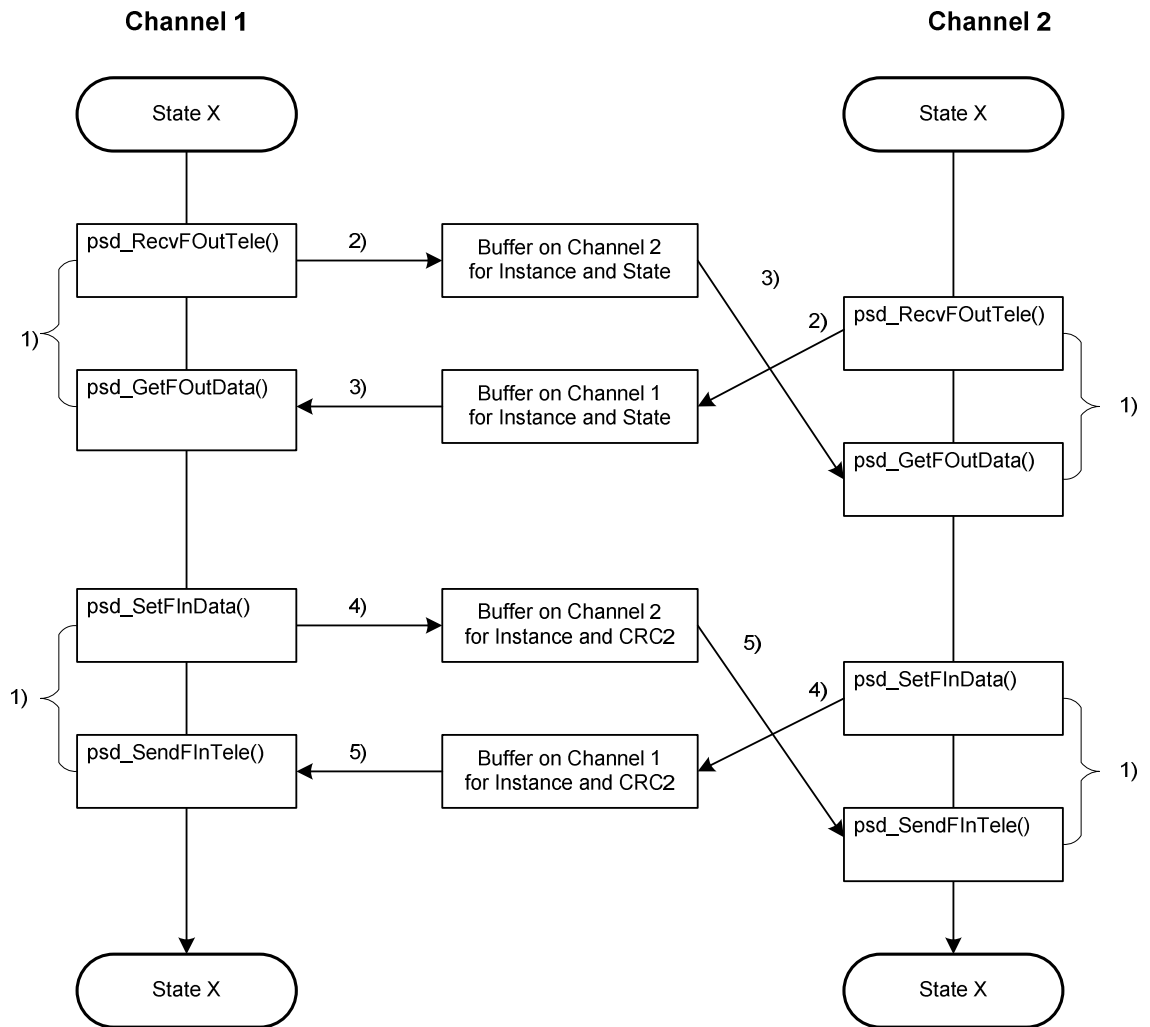 Channel 1
Channel 2
State X
State X
psd_RecvFOutTele()
2)
Buffer on Channel 2
for Instance and State
3)
2)
psd_RecvFOutTele()
1)
psd_GetFOutData()
3)
Buffer on Channel 1
for Instance and State
1)
psd_GetFOutData()
psd_SetFInData()
4)
Buffer on Channel 2
for Instance and CRC2
5)
4)
psd_SetFInData()
1)
psd_SendFInTele()
5)
Buffer on Channel 1
for Instance and CRC2
1)
psd_SendFInTele()
State X
State X